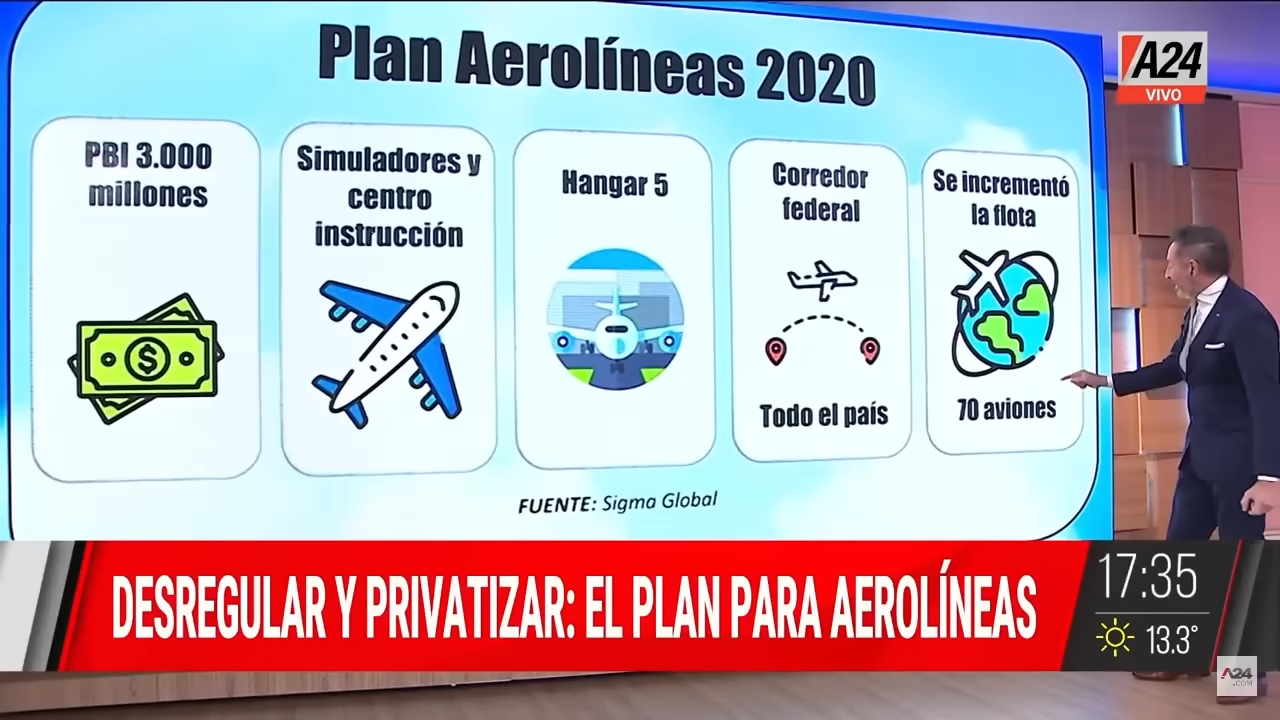 Plan Aerolíneas 2020
PBI 3.000
millones
Simuladores y
centro
instrucción
Hangar 5
Corredor
federal
Todo el país
Se incrementó
la flota
70 aviones
FUENTE: Sigma Global
A24
VIVO
DESREGULAR Y PRIVATIZAR: EL PLAN PARA AEROLÍNEAS
17:35
13.3°
A24
.COM